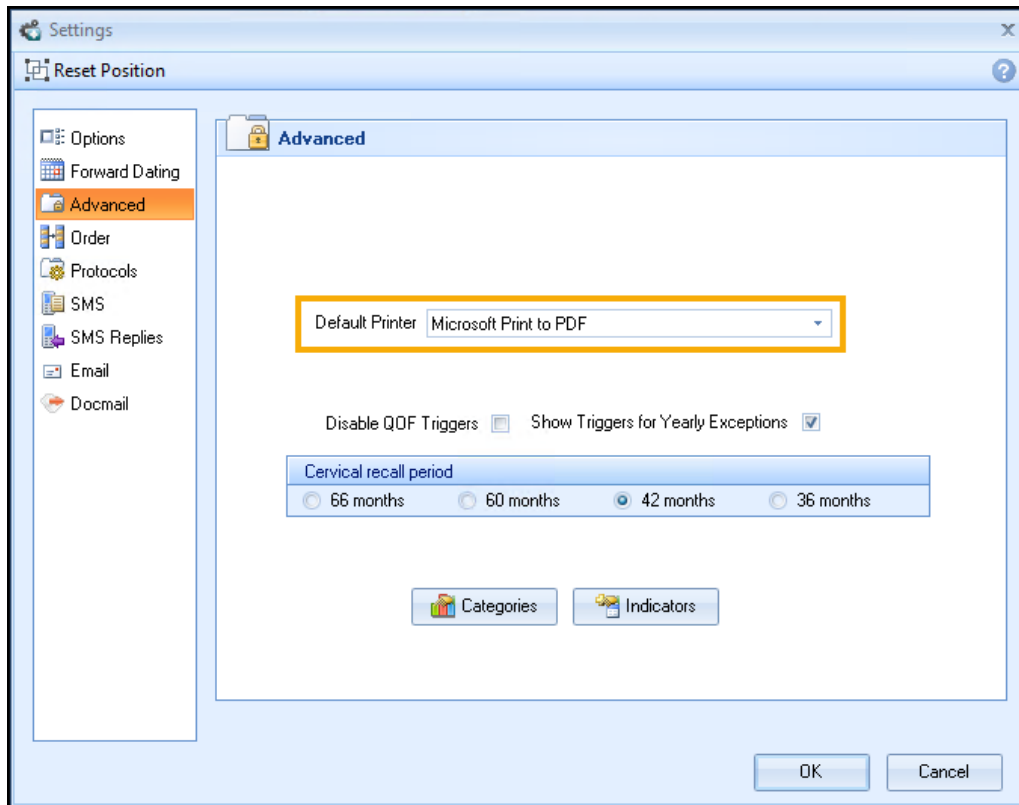 Settings
Reset Position
Options
Forward Dating
Advanced
Order
Protocols
SMS
SMS Replies
Email
Docmail
Advanced
Default Printer Microsoft Print to PDF
Disable QOF Triggers Show Triggers for Yearly Exceptions
Cervical recall period
66 months 60 months 42 months 36 months
Categories Indicators
OK Cancel